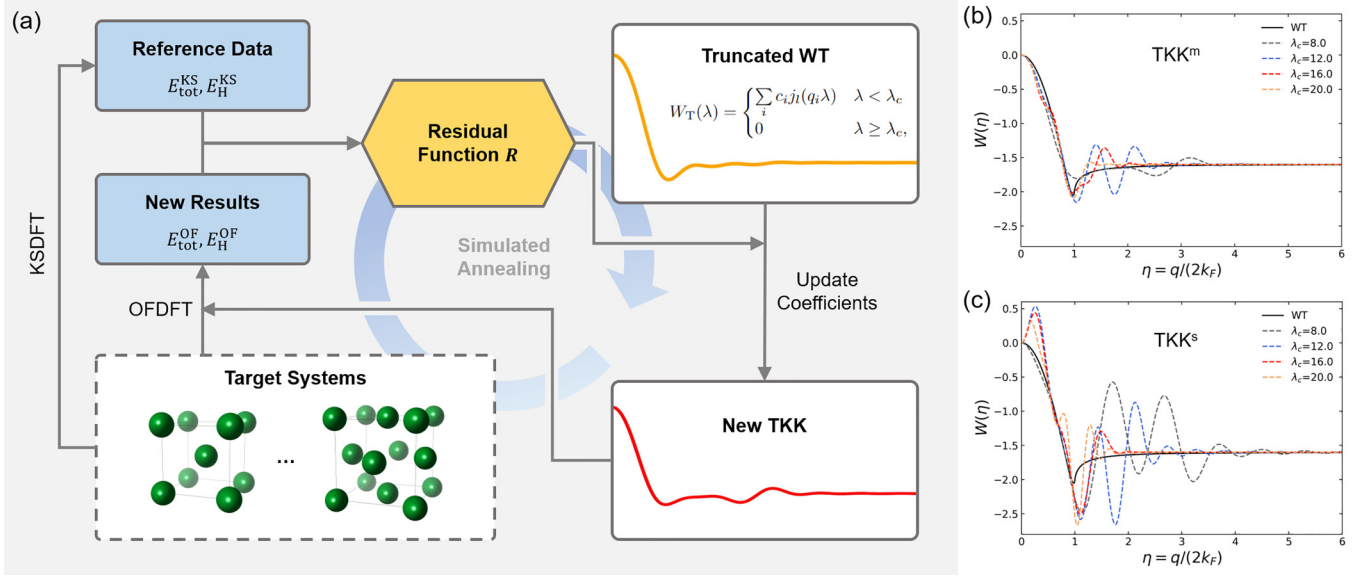 (a)
Reference Data
E_tot^KS, E_H^KS
New Results
E_tot^OF, E_H^OF
KSDFT
OFDFT
Residual
Function R
Simulated
Annealing
Truncated WT
W_T(λ) = { ∑_i c_i j_l(q_i λ) λ < λ_c
0 λ ≥ λ_c,
Update
Coefficients
Target Systems
...
New TKK
(b)
TKK^m
WT
λ_c=8.0
λ_c=12.0
λ_c=16.0
λ_c=20.0
W(η)
0.5
0.0
−0.5
−1.0
−1.5
−2.0
−2.5
0 1 2 3 4 5 6
η = q/(2k_F)
(c)
TKK^s
WT
λ_c=8.0
λ_c=12.0
λ_c=16.0
λ_c=20.0
W(η)
0.5
0.0
−0.5
−1.0
−1.5
−2.0
−2.5
0 1 2 3 4 5 6
η = q/(2k_F)